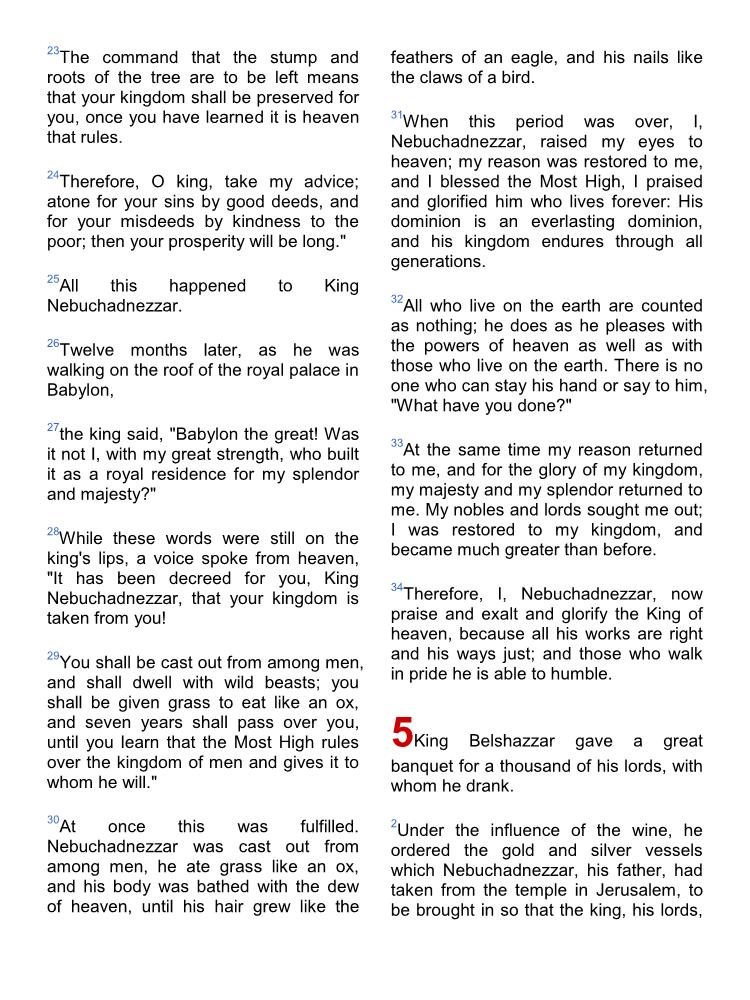 23The command that the stump and
roots of the tree are to be left means
that your kingdom shall be preserved for
you, once you have learned it is heaven
that rules.
24Therefore, O king, take my advice;
atone for your sins by good deeds, and
for your misdeeds by kindness to the
poor; then your prosperity will be long."
25All this happened to King
Nebuchadnezzar.
26Twelve months later, as he was
walking on the roof of the royal palace in
Babylon,
27the king said, "Babylon the great! Was
it not I, with my great strength, who built
it as a royal residence for my splendor
and majesty?"
28While these words were still on the
king's lips, a voice spoke from heaven,
"It has been decreed for you, King
Nebuchadnezzar, that your kingdom is
taken from you!
29You shall be cast out from among men,
and shall dwell with wild beasts; you
shall be given grass to eat like an ox,
and seven years shall pass over you,
until you learn that the Most High rules
over the kingdom of men and gives it to
whom he will."
30At once this was fulfilled.
Nebuchadnezzar was cast out from
among men, he ate grass like an ox,
and his body was bathed with the dew
of heaven, until his hair grew like the
feathers of an eagle, and his nails like
the claws of a bird.
31When this period was over, I,
Nebuchadnezzar, raised my eyes to
heaven; my reason was restored to me,
and I blessed the Most High, I praised
and glorified him who lives forever: His
dominion is an everlasting dominion,
and his kingdom endures through all
generations.
32All who live on the earth are counted
as nothing; he does as he pleases with
the powers of heaven as well as with
those who live on the earth. There is no
one who can stay his hand or say to him,
"What have you done?"
33At the same time my reason returned
to me, and for the glory of my kingdom,
my majesty and my splendor returned to
me. My nobles and lords sought me out;
I was restored to my kingdom, and
became much greater than before.
34Therefore, I, Nebuchadnezzar, now
praise and exalt and glorify the King of
heaven, because all his works are right
and his ways just; and those who walk
in pride he is able to humble.
5King Belshazzar gave a great
banquet for a thousand of his lords, with
whom he drank.
2Under the influence of the wine, he
ordered the gold and silver vessels
which Nebuchadnezzar, his father, had
taken from the temple in Jerusalem, to
be brought in so that the king, his lords,